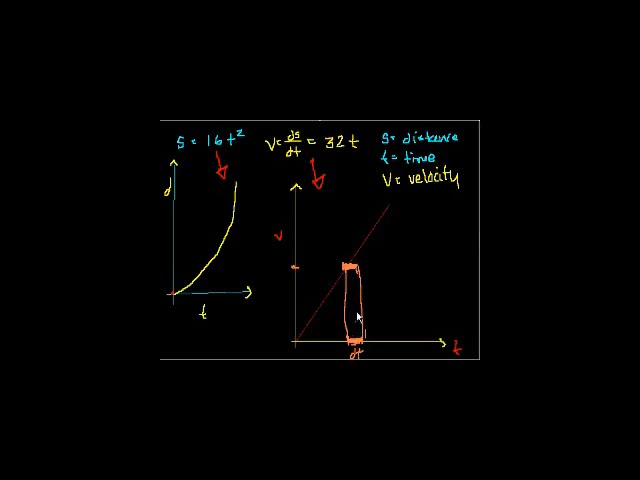 s = 16t²
v = ds/dt = 32t
s = distance
t = time
v = velocity
d
t
v
t
dt